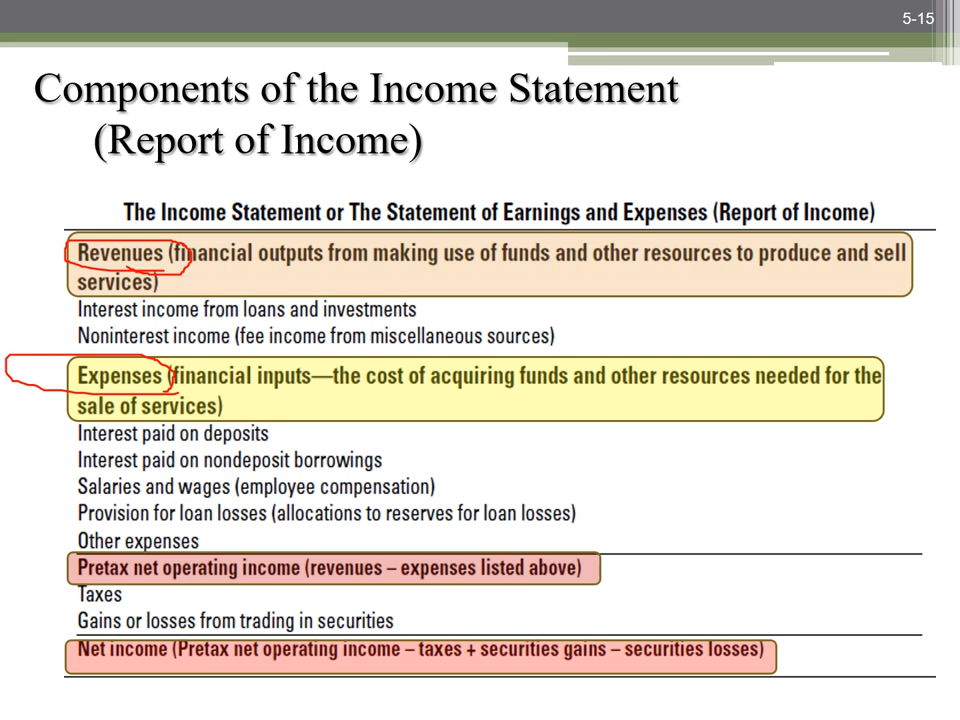 5-15
Components of the Income Statement
(Report of Income)
The Income Statement or The Statement of Earnings and Expenses (Report of Income)
Revenues (financial outputs from making use of funds and other resources to produce and sell
services)
Interest income from loans and investments
Noninterest income (fee income from miscellaneous sources)
Expenses (financial inputs—the cost of acquiring funds and other resources needed for the
sale of services)
Interest paid on deposits
Interest paid on nondeposit borrowings
Salaries and wages (employee compensation)
Provision for loan losses (allocations to reserves for loan losses)
Other expenses
Pretax net operating income (revenues – expenses listed above)
Taxes
Gains or losses from trading in securities
Net income (Pretax net operating income – taxes + securities gains – securities losses)